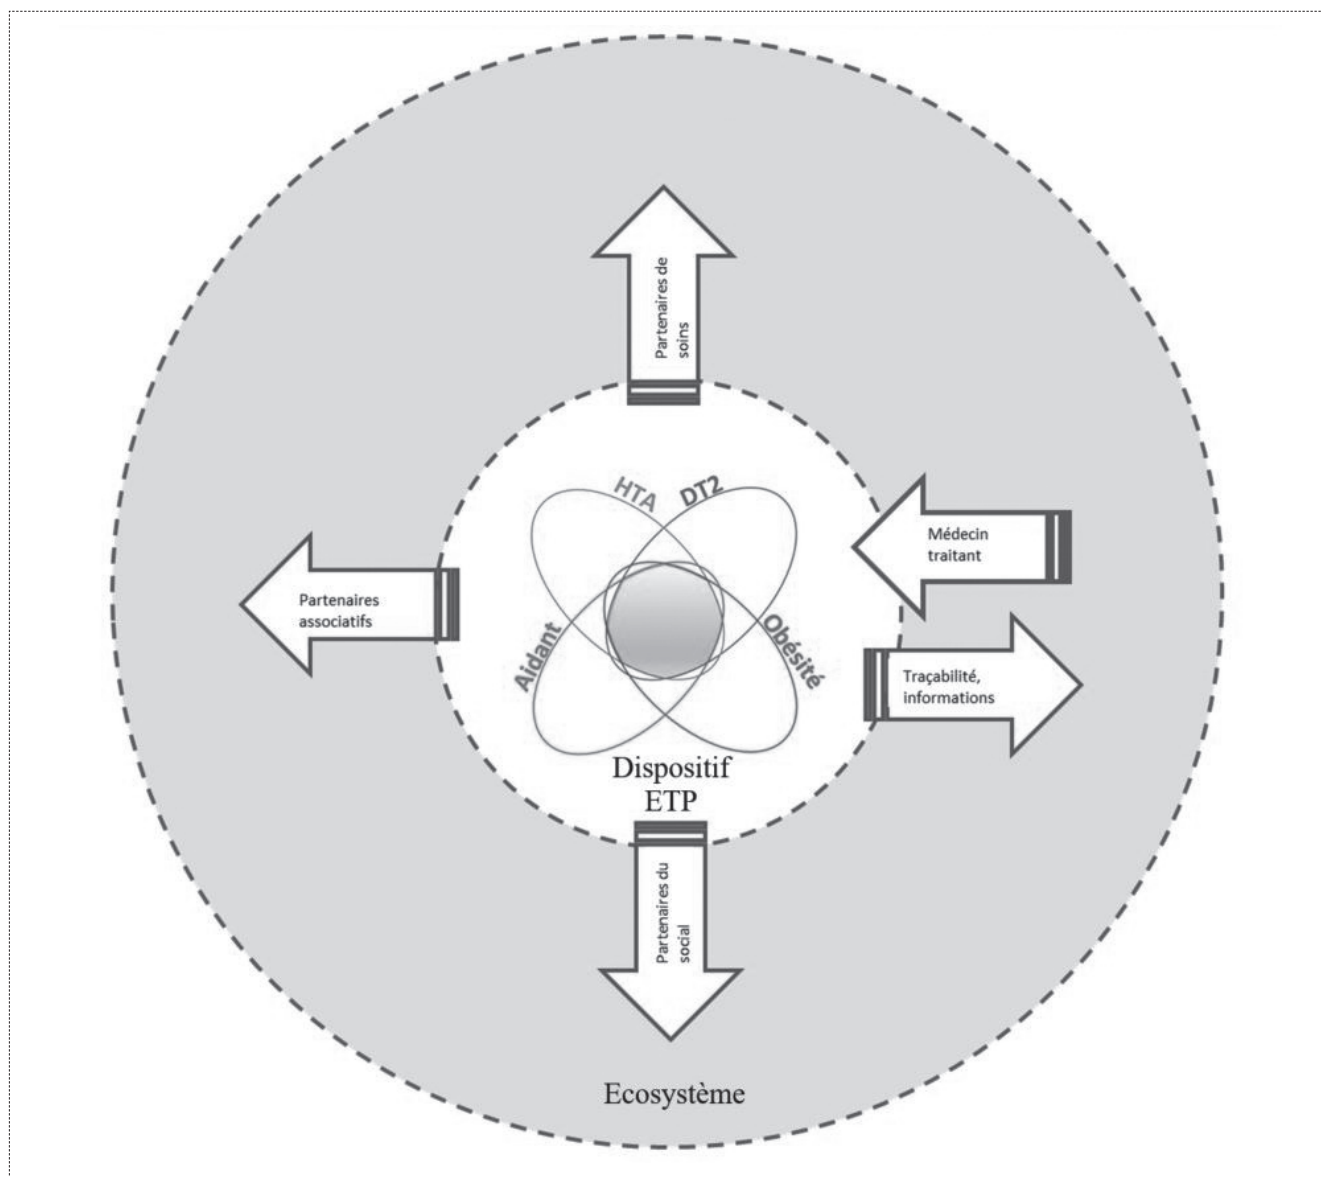 Partenaires de
soins
HTA
DT2
Médecin
traitant
Partenaires
associatifs
Aidant
Obésité
Traçabilité,
informations
Dispositif
ETP
Partenaires du
social
Ecosystème